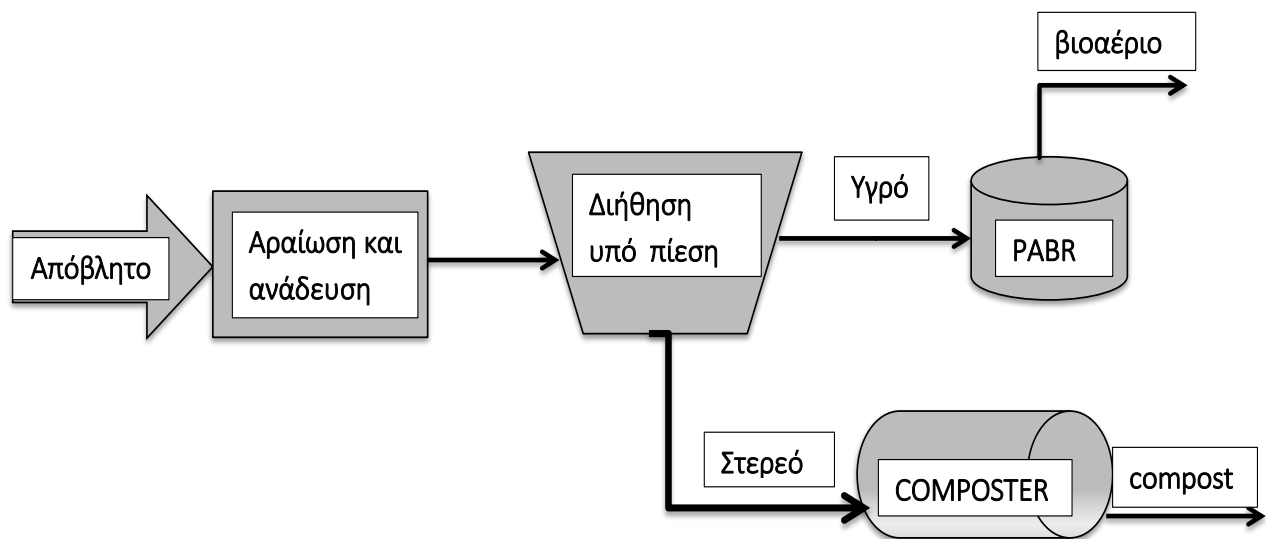 βιοαέριο
Υγρό
Διήθηση
υπό πίεση
Αραίωση και
ανάδευση
Απόβλητο
PABR
Στερεό
COMPOSTER
compost